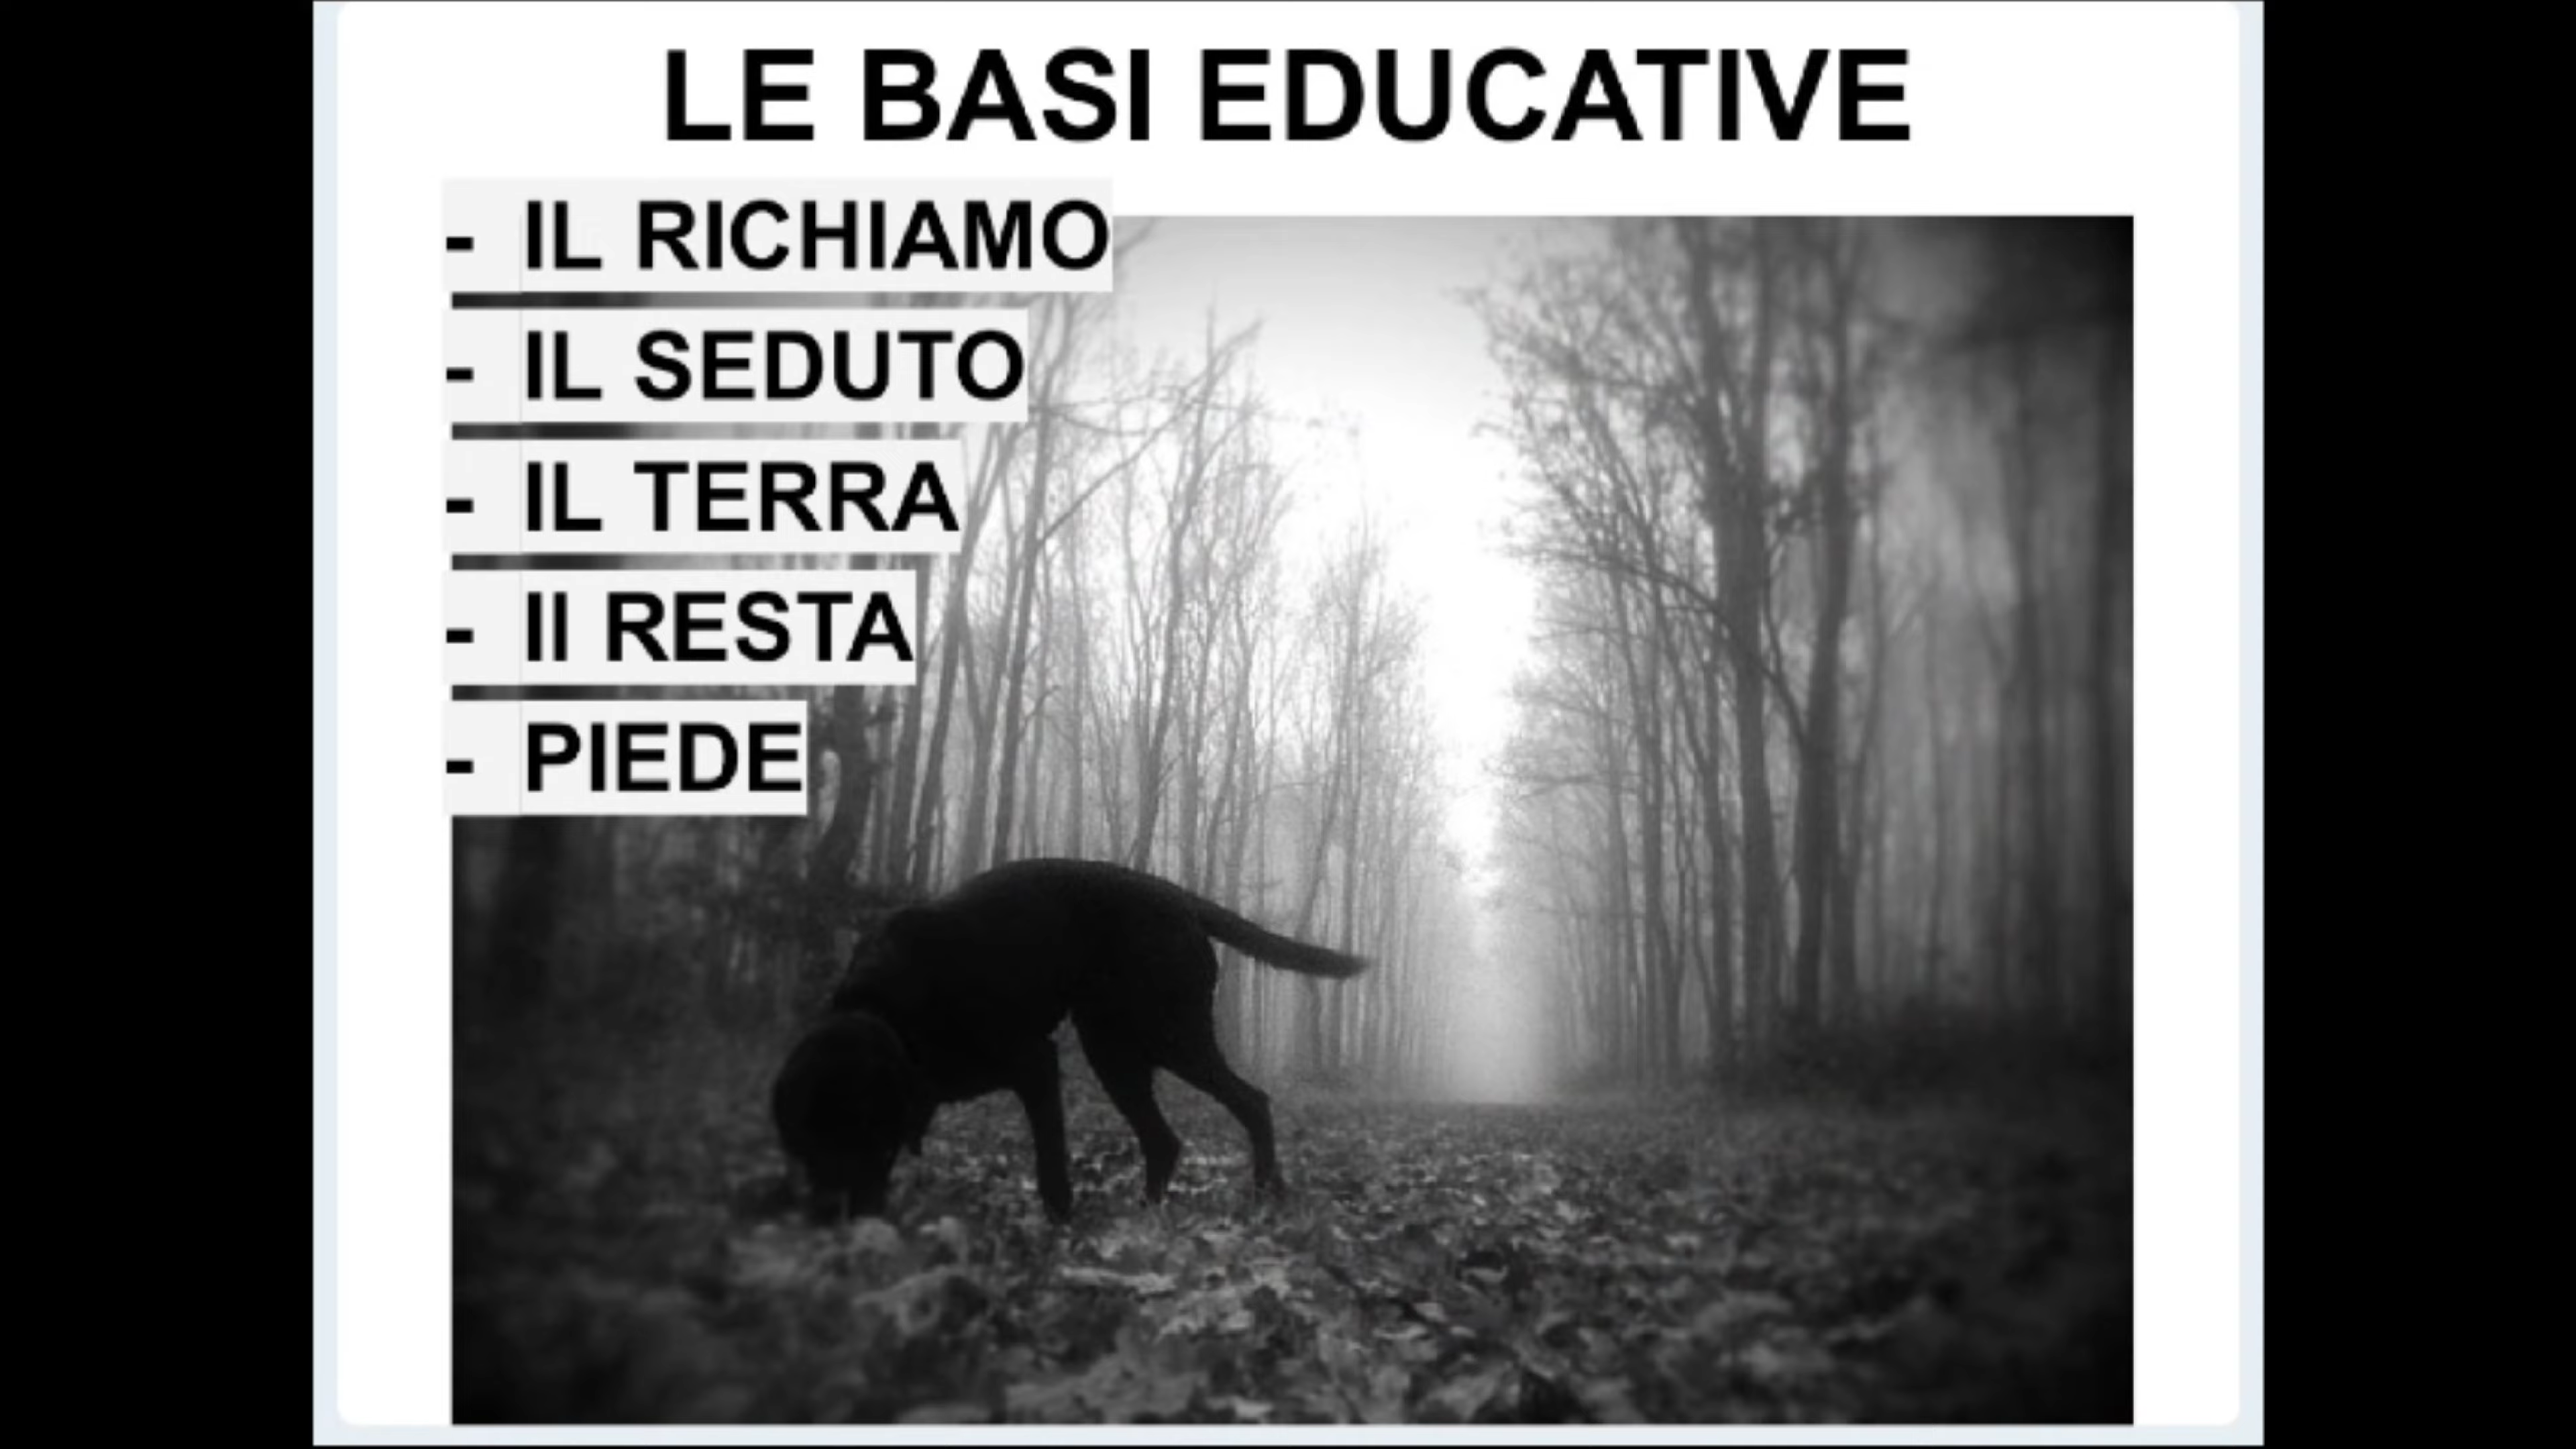 LE BASI EDUCATIVE
- IL RICHIAMO
- IL SEDUTO
- IL TERRA
- Il RESTA
- PIEDE